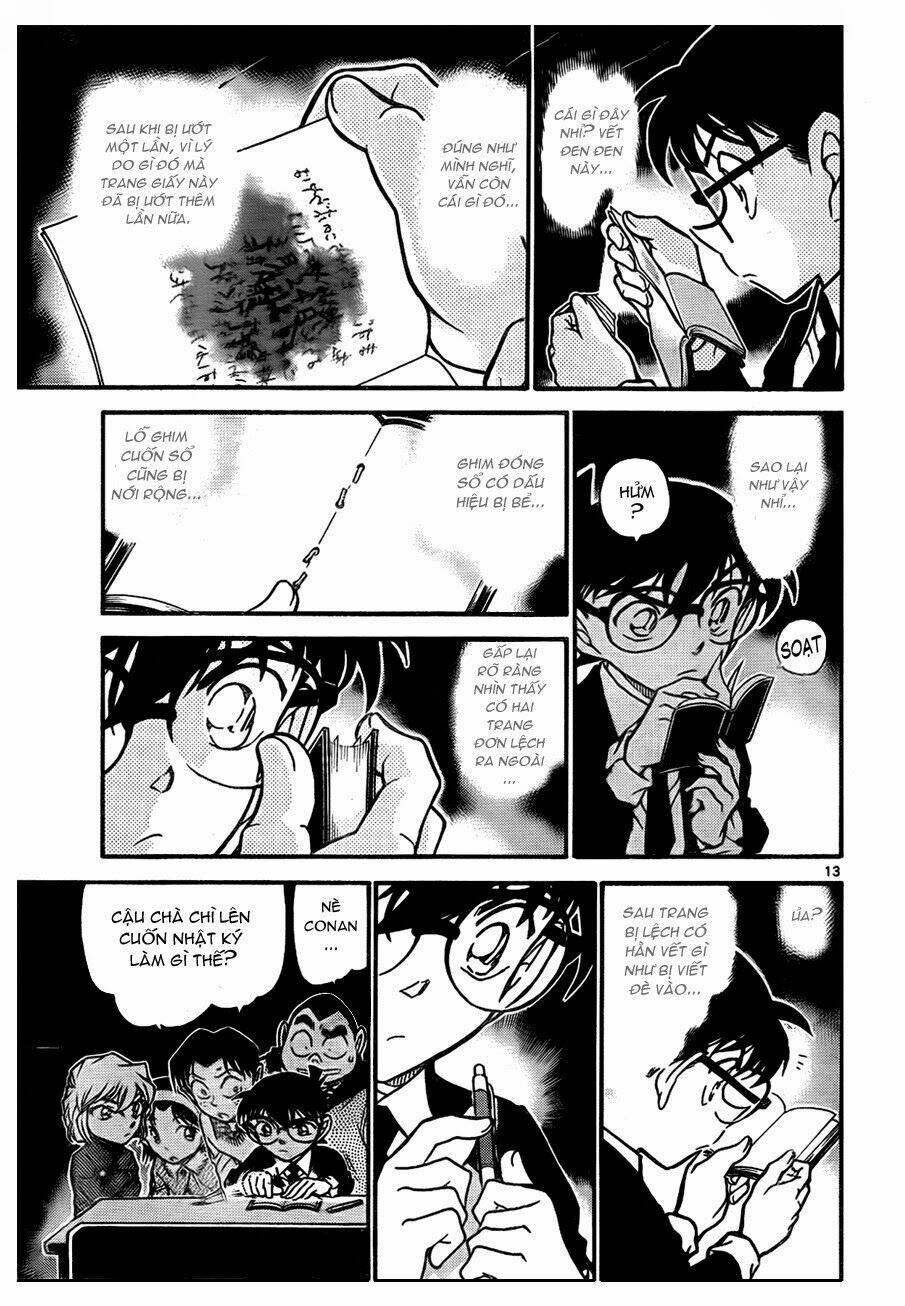 CÁI GÌ ĐÂY
NHỈ? VẾT
ĐEN ĐEN
NÀY...
ĐÚNG NHƯ
MÌNH NGHĨ,
VẪN CÒN
CÁI GÌ ĐÓ...
SAU KHI BỊ ƯỚT
MỘT LẦN, VÌ LÝ
DO GÌ ĐÓ MÀ
TRANG GIẤY NÀY
ĐÃ BỊ ƯỚT THÊM
LẦN NỮA.
SAO LẠI
NHƯ VẬY
NHỈ...
HỬM
?
SOẠT
GHIM ĐÓNG
SỔ CÓ DẤU
HIỆU BỊ BẺ...
LỖ GHIM
CUỐN SỔ
CŨNG BỊ
NỚI RỘNG...
GẤP LẠI
RÕ RÀNG
NHÌN THẤY
CÓ HAI
TRANG
ĐƠN LỆCH
RA NGOÀI
...
13
ỦA?
SAU TRANG
BỊ LỆCH CÓ
HẲN VẾT GÌ
NHƯ BỊ VIẾT
ĐÈ VÀO...
NÈ
CONAN
...
CẬU CHÀ CHÌ LÊN
CUỐN NHẬT KÝ
LÀM GÌ THẾ?